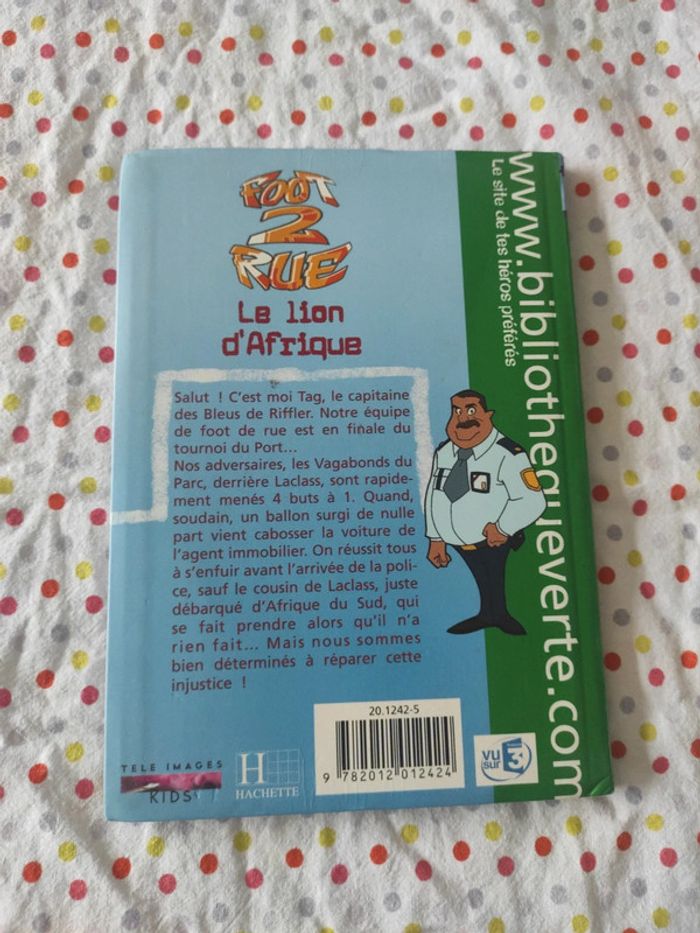 FOOT
2
RUE
Le lion
d'Afrique
Salut ! C'est moi Tag, le capitaine
des Bleus de Riffler. Notre équipe
de foot de rue est en finale du
tournoi du Port...
Nos adversaires, les Vagabonds du
Parc, derrière Laclass, sont rapide-
ment menés 4 buts à 1. Quand,
soudain, un ballon surgi de nulle
part vient cabosser la voiture de
l'agent immobilier. On réussit tous
à s'enfuir avant l'arrivée de la poli-
ce, sauf le cousin de Laclass, juste
débarqué d'Afrique du Sud, qui
se fait prendre alors qu'il n'a
rien fait... Mais nous sommes
bien déterminés à réparer cette
injustice !
www.bibliothequeverte.com
Le site de tes héros préférés
20.1242-5
9 782012 012424
TELE IMAGES
KIDS
H
HACHETTE
vu
sur
3